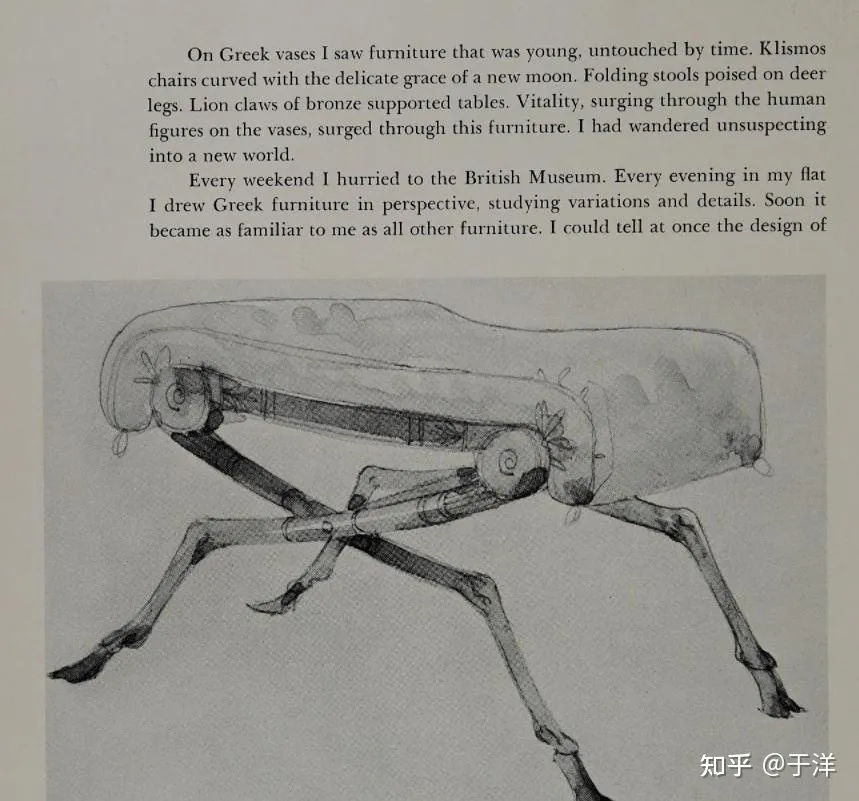 On Greek vases I saw furniture that was young, untouched by time. Klismos
chairs curved with the delicate grace of a new moon. Folding stools poised on deer
legs. Lion claws of bronze supported tables. Vitality, surging through the human
figures on the vases, surged through this furniture. I had wandered unsuspecting
into a new world.
Every weekend I hurried to the British Museum. Every evening in my flat
I drew Greek furniture in perspective, studying variations and details. Soon it
became as familiar to me as all other furniture. I could tell at once the design of
知乎 @于洋